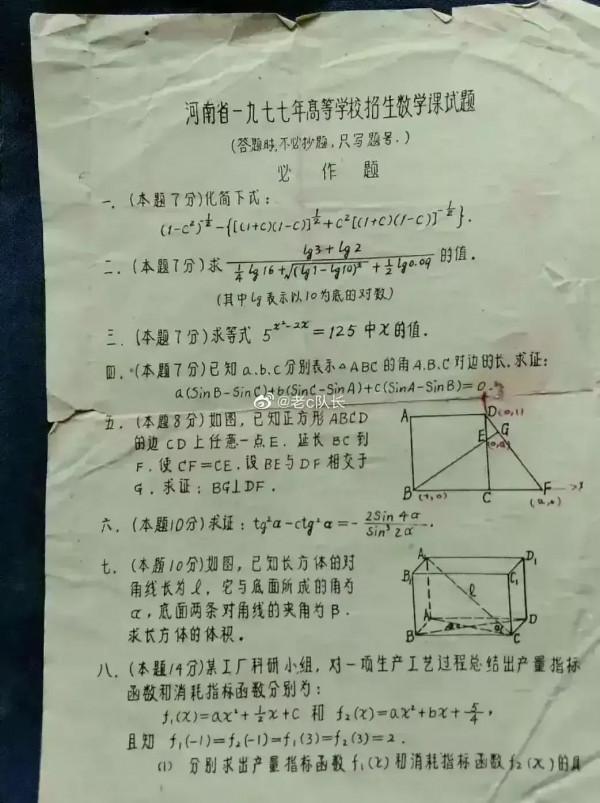 河南省一九七七年高等学校招生数学课试题
(答题时,不必抄题,只写题号.)
必作题
一.(本题7分)化简下式:
(1-C²)^{-1/2}-{[(1+C)(1-C)]^{1/2}+C²[(1+C)(1-C)]^{-1/2}}.
二.(本题7分)求 (lg3+lg2)/(1/4 lg16+√((lg1-lg10)²)+1/2 lg0.09) 的值.
(其中lg表示以10为底的对数)
三.(本题7分)求等式 5^{x²-2x}=125 中x的值.
四.(本题7分)已知a.b.c分别表示△ABC的角A.B.C对边的长.求证:
a(SinB-SinC)+b(SinC-SinA)+c(SinA-SinB)=0.
@老c队长
五.(本题8分)如图,已知正方形ABCD
的边CD上任意一点E.延长BC到
F.使CF=CE.设BE与DF相交于
G.求证:BG⊥DF.
A D (0,1)
G
E
B C F
六.(本题10分)求证:tg²α-ctg²α=-2Sin4α/Sin³2α.
七.(本题10分)如图,已知长方体的对
角线长为l,它与底面所成的角为
α,底面两条对角线的夹角为β.
求长方体的体积.
A₁ D₁
B₁ C₁
l
A D
B C
八.(本题14分)某工厂科研小组,对一项生产工艺过程总结出产量指标
函数和消耗指标函数分别为:
f₁(x)=ax²+1/2x+c 和 f₂(x)=ax²+bx+5/4,
且知 f₁(-1)=f₂(-1)=f₁(3)=f₂(3)=2.
(1) 分别求出产量指标函数f₁(x)和消耗指标函数f₂(x)的具